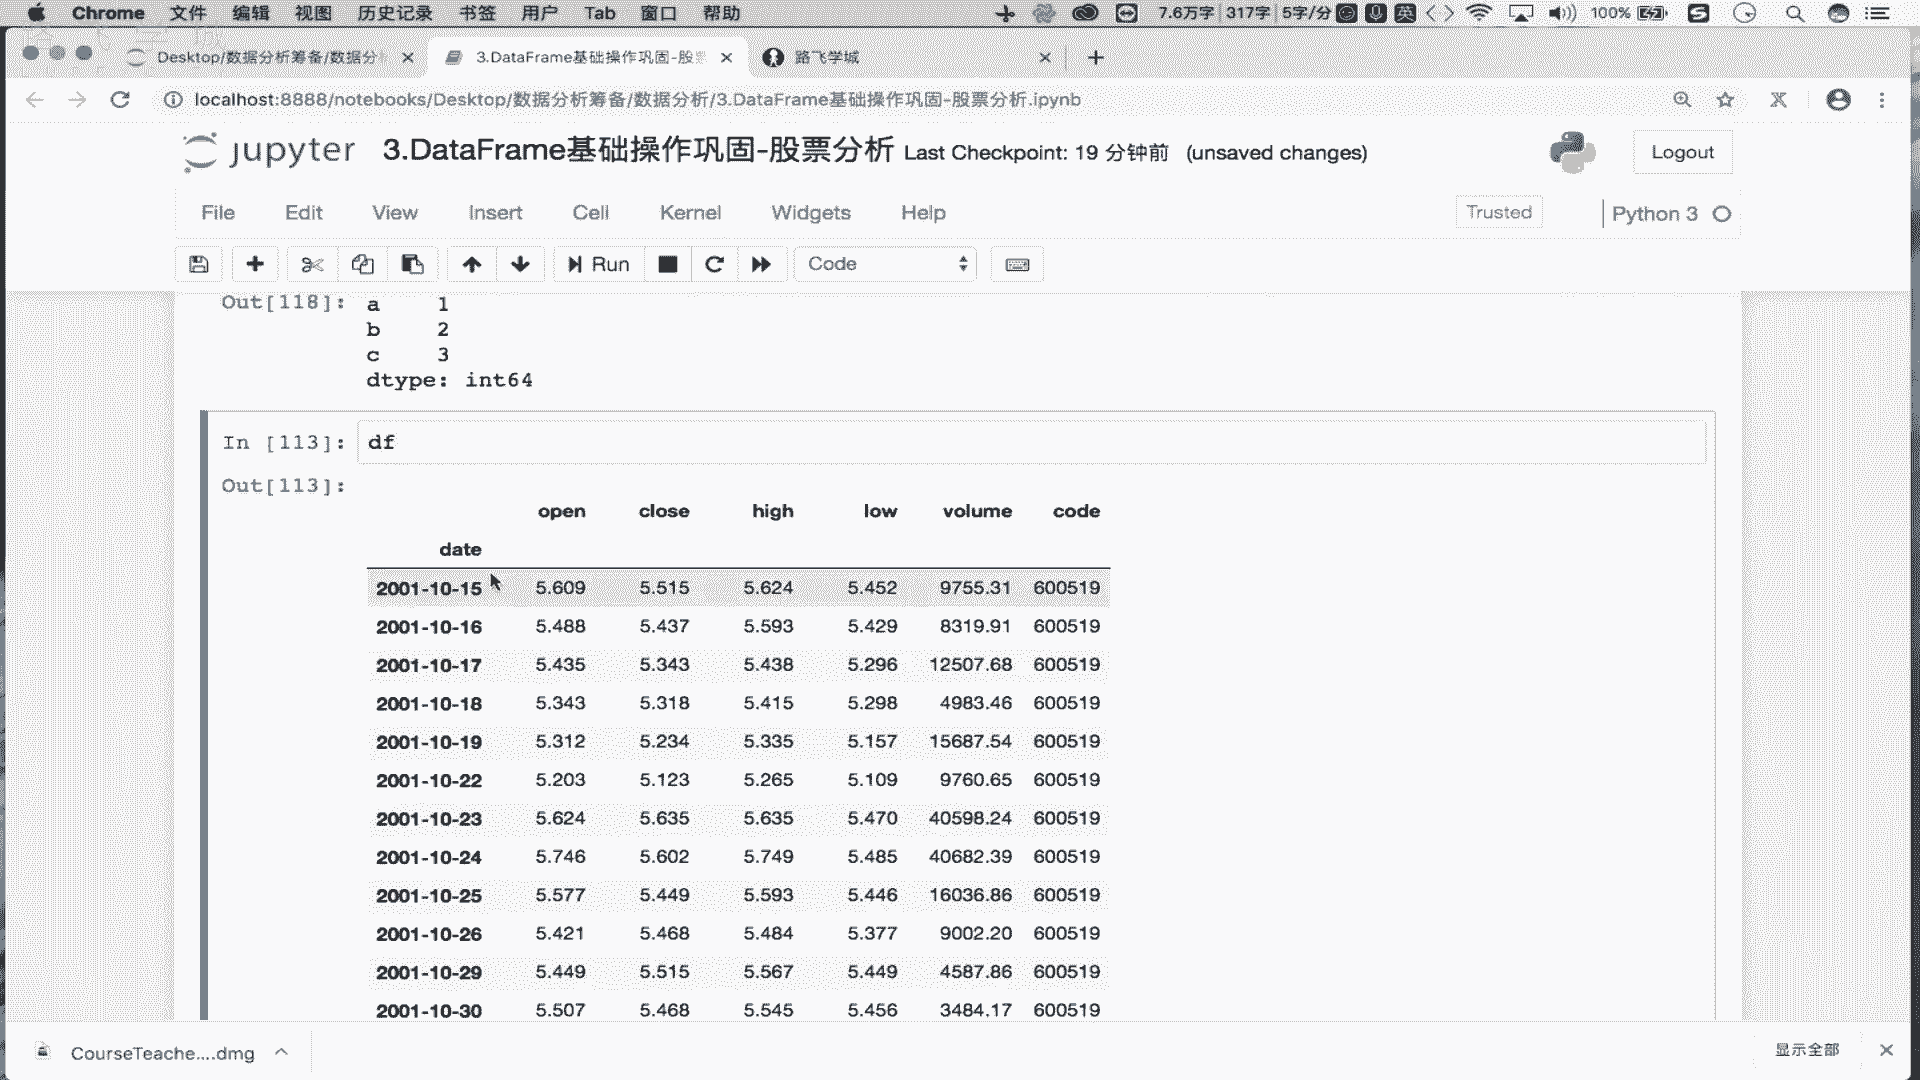 Chrome 文件 编辑 视图 历史记录 书签 用户 Tab 窗口 帮助 7.6万字 317字 5字/分 英 100%
Desktop/数据分析筹备/数据分 3.DataFrame基础操作巩固-股 路飞学城
localhost:8888/notebooks/Desktop/数据分析筹备/数据分析/3.DataFrame基础操作巩固-股票分析.ipynb
jupyter 3.DataFrame基础操作巩固-股票分析 Last Checkpoint: 19 分钟前 (unsaved changes) Logout
File Edit View Insert Cell Kernel Widgets Help Trusted Python 3
Run Code
Out[118]: a 1
b 2
c 3
dtype: int64
In [113]: df
Out[113]:
open close high low volume code
date
2001-10-15 5.609 5.515 5.624 5.452 9755.31 600519
2001-10-16 5.488 5.437 5.593 5.429 8319.91 600519
2001-10-17 5.435 5.343 5.438 5.296 12507.68 600519
2001-10-18 5.343 5.318 5.415 5.298 4983.46 600519
2001-10-19 5.312 5.234 5.335 5.157 15687.54 600519
2001-10-22 5.203 5.123 5.265 5.109 9760.65 600519
2001-10-23 5.624 5.635 5.635 5.470 40598.24 600519
2001-10-24 5.746 5.602 5.749 5.485 40682.39 600519
2001-10-25 5.577 5.449 5.593 5.446 16036.86 600519
2001-10-26 5.421 5.468 5.484 5.377 9002.20 600519
2001-10-29 5.449 5.515 5.567 5.449 4587.86 600519
2001-10-30 5.507 5.468 5.545 5.456 3484.17 600519
CourseTeache....dmg 显示全部